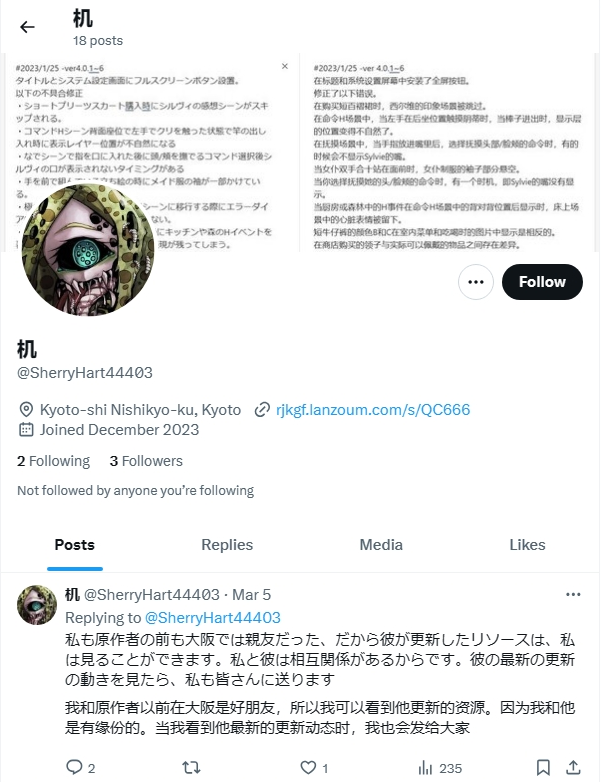 机
18 posts
#2023/1/25 -ver4.0.1~6
タイトルとシステム設定画面にフルスクリーンボタン設置。
以下の不具合修正
・ショートプリーツスカート購入時にシルヴィの感想シーンがスキ
ップされる。
・コマンドHシーン背面座位で左手でクリを触った状態で竿の出し
入れ時に表示レイヤー位置が不自然になる
・なでシーンで指を口に入れた後に頭/頬を撫でるコマンド選択後シ
ルヴィの口が表示されないタイミングがある
・手を前で組んでいる立ち絵の時にメイド服の袖が一部かけてい
る。
シーンに移行する際にエラーダイ
ない。
にキッチンや森のHイベントを
現が残ってしまう。
#2023/1/25 -ver4.0.1~6
在标题和系统设置屏幕中安装了全屏按钮。
修正了以下错误。
在购买短百褶裙时，西尔维的印象场景被跳过。
在命令H场景中，当左手在后坐位置触摸阴蒂时，当棒子进出时，显示层
的位置变得不自然了。
在抚摸场景中，当手指放进嘴里后，选择抚摸头部/脸颊的命令时，有的
时候会不显示Sylvie的嘴。
当女仆双手合十站在面前时，女仆制服的袖子部分悬空。
当你选择抚摸她的头/脸颊的命令时，有一个时机，即Sylvie的嘴没有显
示。
当厨房或森林中的H事件在命令H场景中的背对背位置后显示时，床上场
景中的心脏表情被留下。
短牛仔裤的颜色B和C在室内菜单和吃喝时的图片中显示是相反的。
在商店购买的领子与实际可以佩戴的物品之间存在差异。
Follow
机
@SherryHart44403
Kyoto-shi Nishikyo-ku, Kyoto rjkgf.lanzoum.com/s/QC666
Joined December 2023
2 Following 3 Followers
Not followed by anyone you’re following
Posts Replies Media Likes
机 @SherryHart44403 · Mar 5
Replying to @SherryHart44403
私も原作者の前も大阪では親友だった、だから彼が更新したリソースは、私
は見ることができます。私と彼は相互関係があるからです。彼の最新の更新
の動きを見たら、私も皆さんに送ります
我和原作者以前在大阪是好朋友，所以我可以看到他更新的资源。因为我和他
是有缘份的。当我看到他最新的更新动态时，我也会发给大家
2 1 235